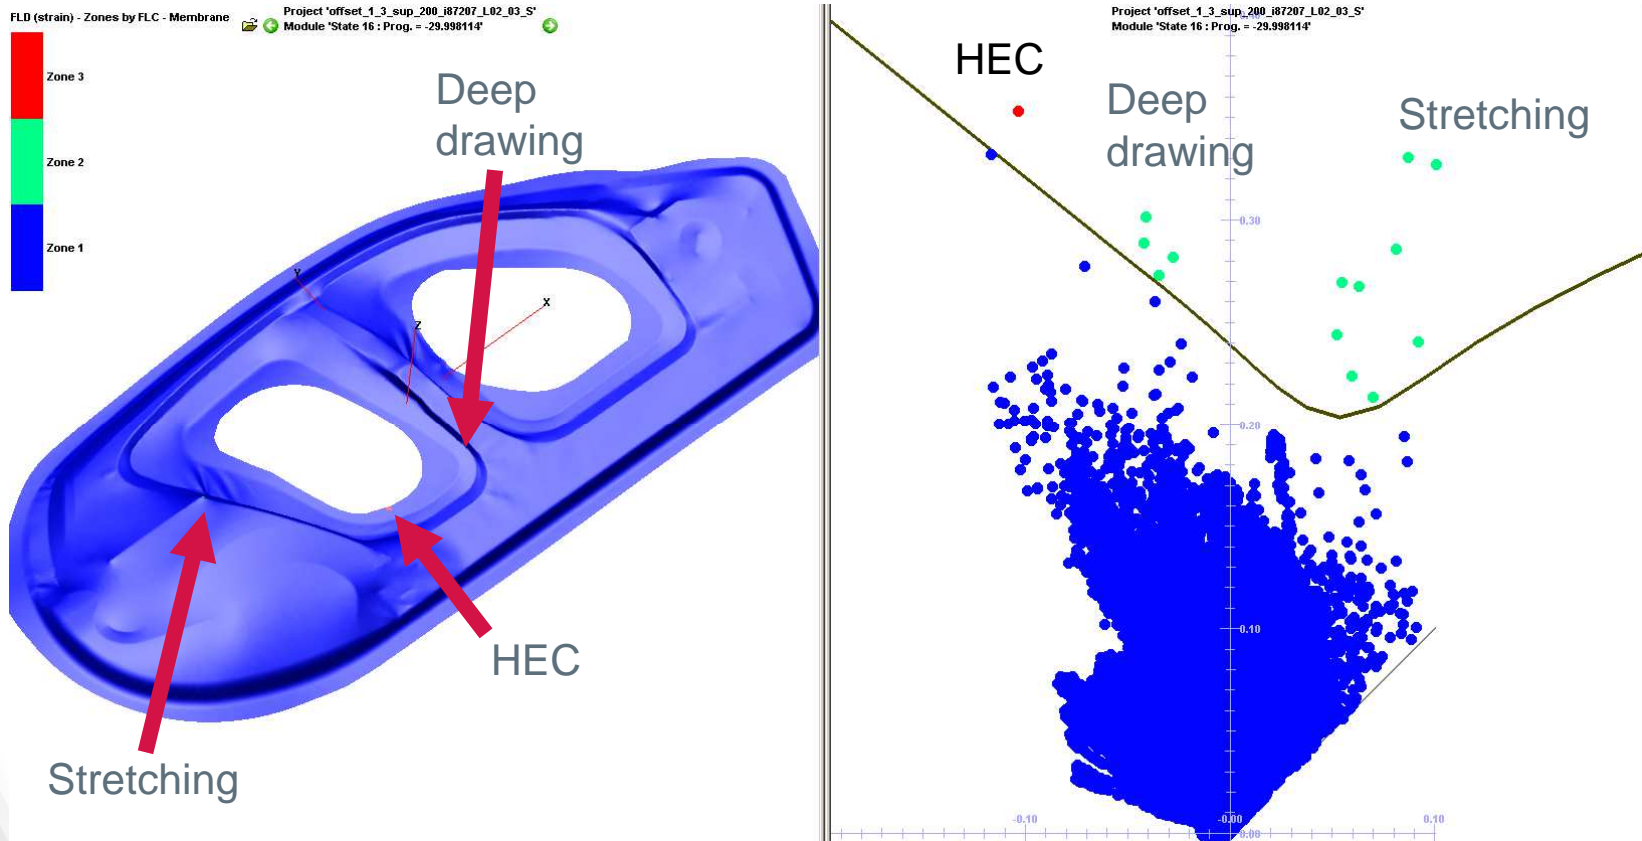 FLD (strain) - Zones by FLC - Membrane
Project 'offset_1_3_sup_200_i87207_L02_03_S'
Module 'State 16 : Prog. = -29.998114'
Zone 3
Zone 2
Zone 1
Deep
drawing
Y
X
Z
HEC
Stretching
Project 'offset_1_3_sup_200_i87207_L02_03_S'
Module 'State 16 : Prog. = -29.998114'
HEC
Deep
drawing
Stretching
0.30
0.20
0.10
-0.10
-0.00
0.10
0.00